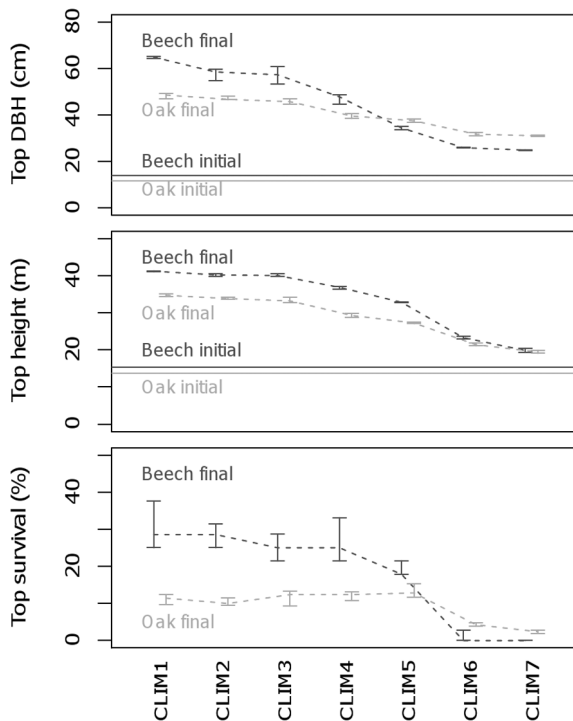 Top DBH (cm)
80
60
40
20
0
Beech final
Oak final
Beech initial
Oak initial
Top height (m)
40
20
0
Beech final
Oak final
Beech initial
Oak initial
Top survival (%)
40
20
0
Beech final
Oak final
CLIM1
CLIM2
CLIM3
CLIM4
CLIM5
CLIM6
CLIM7